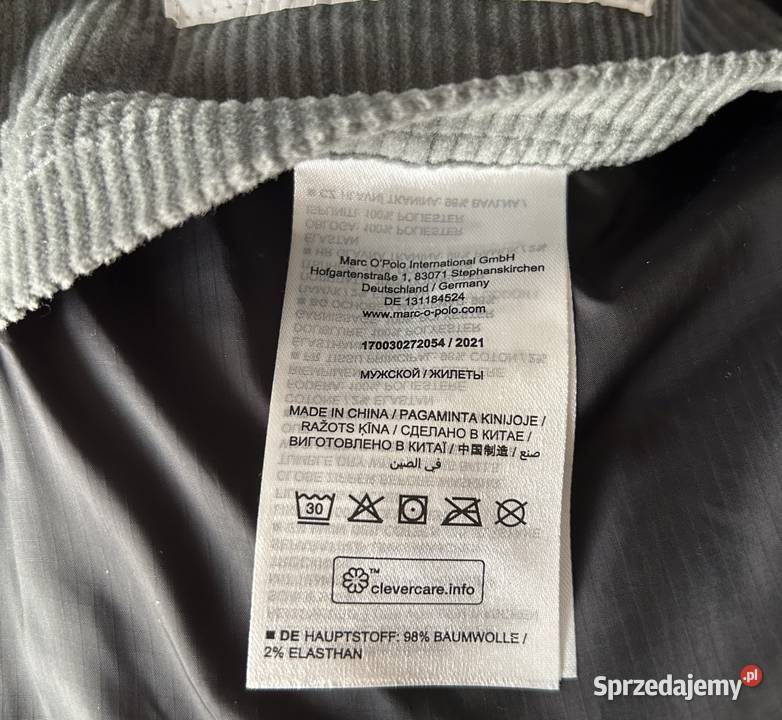 Marc O'Polo International GmbH
Hofgartenstraße 1, 83071 Stephanskirchen
Deutschland / Germany
DE 131184524
www.marc-o-polo.com
170030272054 / 2021
МУЖСКОЙ / ЖИЛЕТЫ
MADE IN CHINA / PAGAMINTA KINIJOJE /
RAŽOTS ĶĪNA / СДЕЛАНО В КИТАЕ /
ВИГОТОВЛЕНО В КИТАЇ / 中国制造 / صنع
في الصين
30
™
clevercare.info
■ DE HAUPTSTOFF: 98% BAUMWOLLE /
2% ELASTHAN
Sprzedajemy.pl